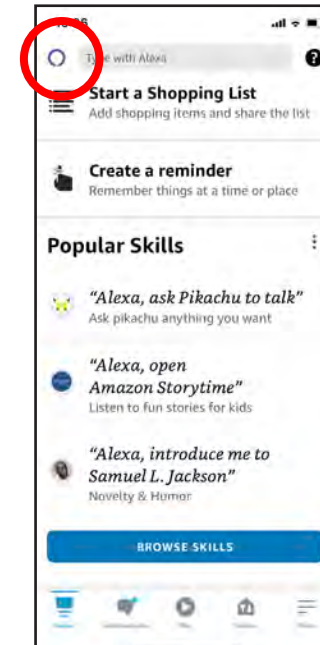 Type with Alexa
Start a Shopping List
Add shopping items and share the list
Create a reminder
Remember things at a time or place
Popular Skills
“Alexa, ask Pikachu to talk”
Ask pikachu anything you want
“Alexa, open
Amazon Storytime”
Listen to fun stories for kids
“Alexa, introduce me to
Samuel L. Jackson”
Novelty & Humor
BROWSE SKILLS